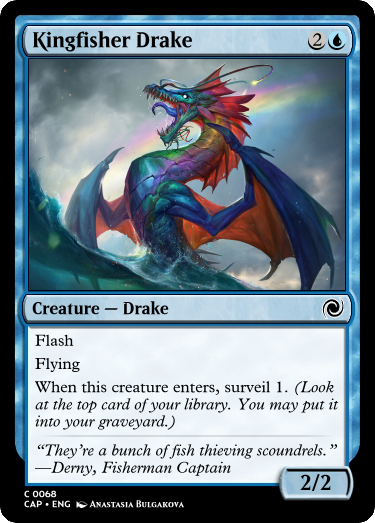 Kingfisher Drake 2
Creature — Drake
Flash
Flying
When this creature enters, surveil 1. (Look
at the top card of your library. You may put it
into your graveyard.)
“They’re a bunch of fish thieving scoundrels.”
—Derny, Fisherman Captain
2/2
C 0068
CAP • ENG Anastasia Bulgakova